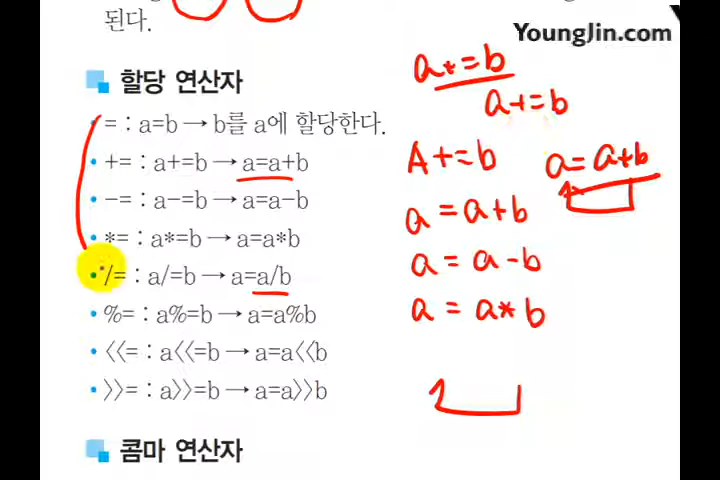 된다.
YoungJin.com
할당 연산자
• = : a=b → b를 a에 할당한다.
• += : a+=b → a=a+b
• -= : a-=b → a=a-b
• *= : a*=b → a=a*b
• /= : a/=b → a=a/b
• %= : a%=b → a=a%b
• 〈〈= : a〈〈=b → a=a〈〈b
• 〉〉= : a〉〉=b → a=a〉〉b
콤마 연산자
a+=b
a+=b
A+=b
a=a+b
a=a+b
a=a-b
a=a*b